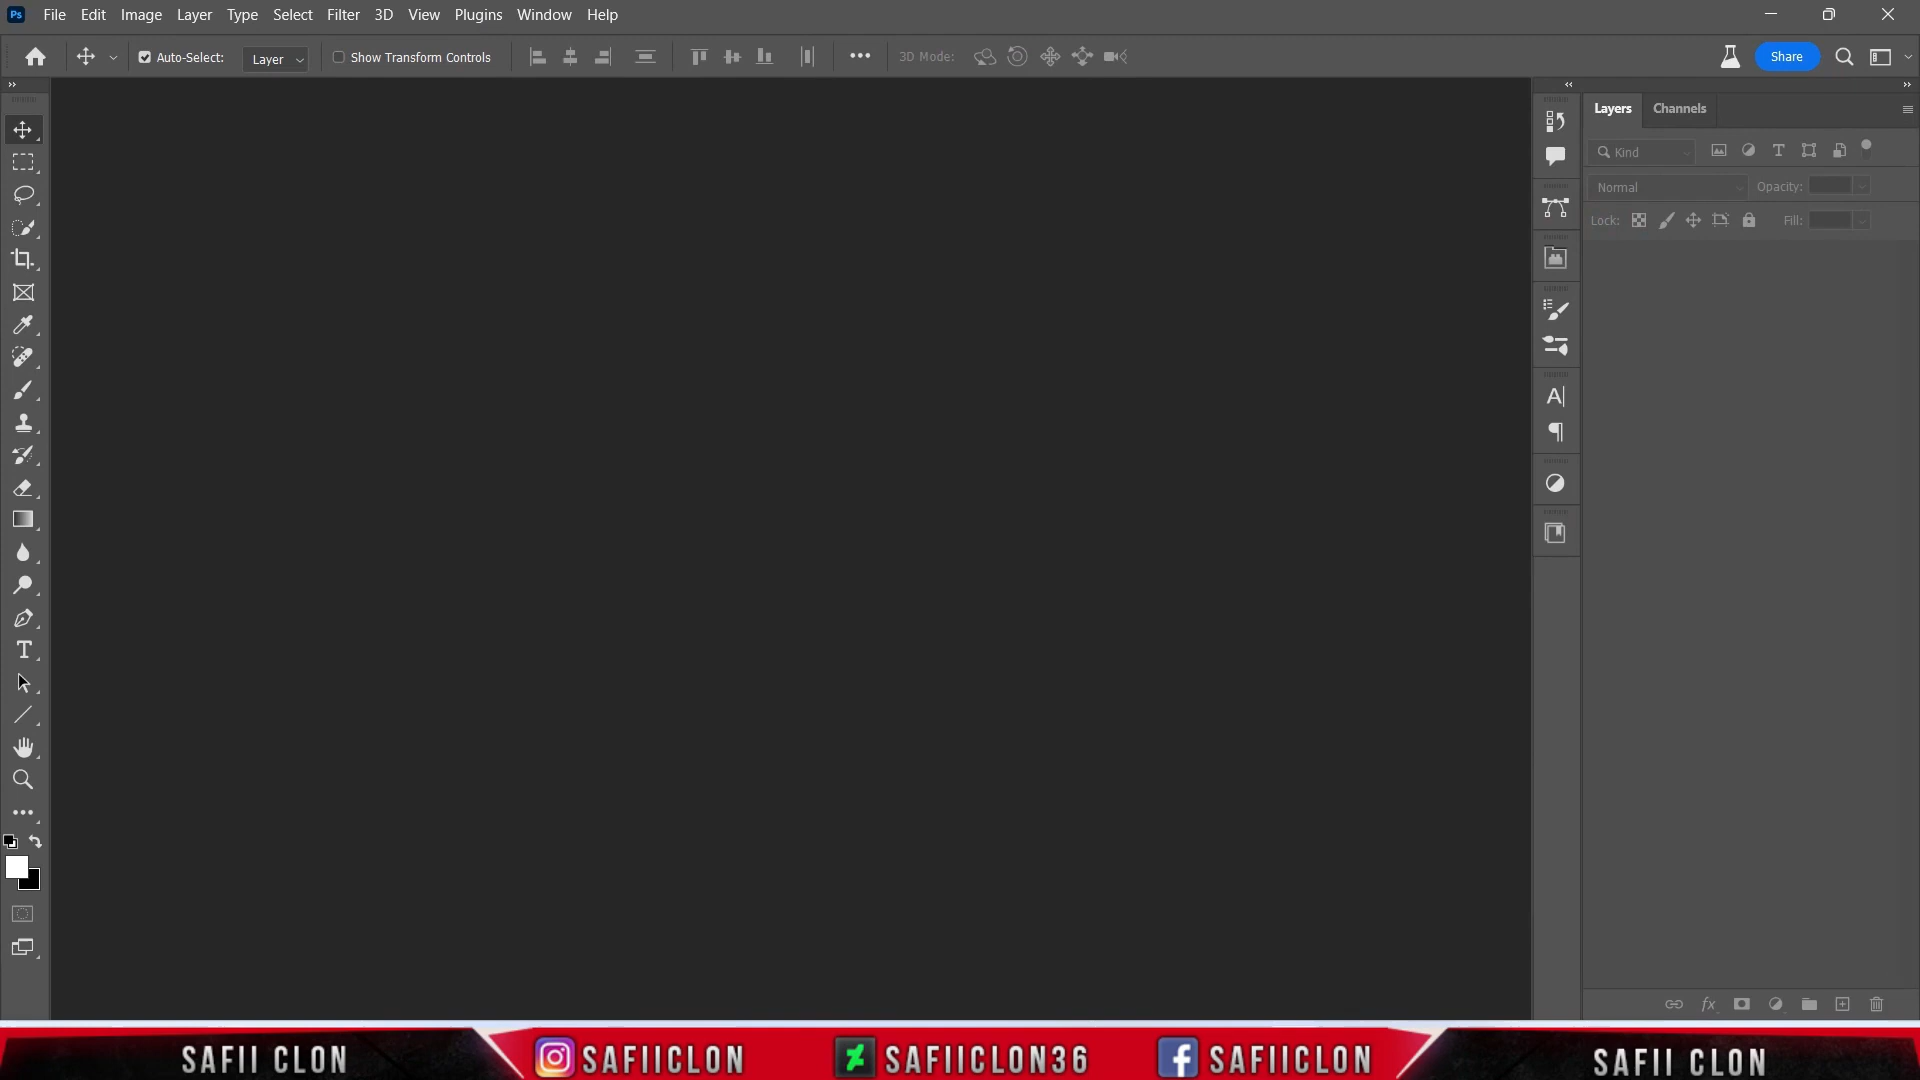 Ps File Edit Image Layer Type Select Filter 3D View Plugins Window Help
Auto-Select: Layer Show Transform Controls 3D Mode: Share
Layers Channels
Kind
Normal Opacity:
Lock: Fill:
SAFII CLON SAFIICLON SAFIICLON36 SAFIICLON SAFII CLON